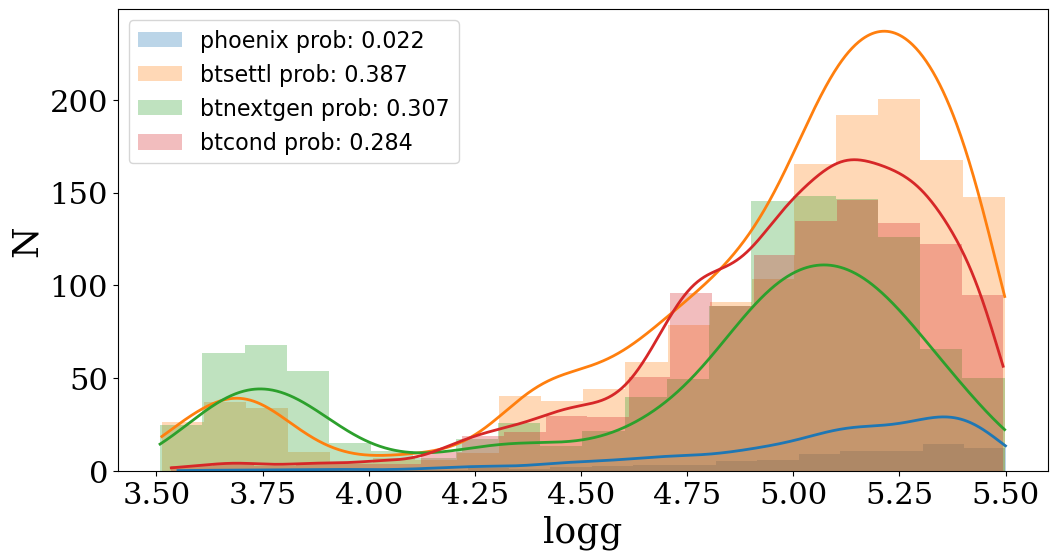 phoenix prob: 0.022
btsettl prob: 0.387
btnextgen prob: 0.307
btcond prob: 0.284
200
150
100
50
0
N
3.50 3.75 4.00 4.25 4.50 4.75 5.00 5.25 5.50
logg